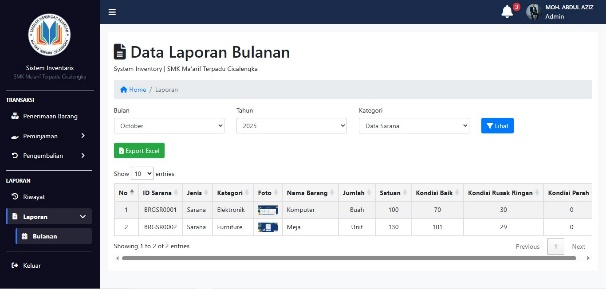 3
MOH. ABDUL AZIZ
Admin
Sistem Inventaris
SMK Ma'arif Terpadu Cicalengka
TRANSAKSI
Penerimaan Barang
Peminjaman
Pengembalian
LAPORAN
Riwayat
Laporan
Bulanan
Keluar
Data Laporan Bulanan
System Inventory | SMK Ma'arif Terpadu Cicalengka
Home / Laporan
Bulan Tahun Kategori
October 2025 Data Sarana Lihat
Export Excel
Show 10 entries
No ID Sarana Jenis Kategori Foto Nama Barang Jumlah Satuan Kondisi Baik Kondisi Rusak Ringan Kondisi Parah
1 BRGSR0001 Sarana Elektronik Komputer Buah 100 70 30 0
2 BRGSR0002 Sarana Furniture Meja Unit 130 101 29 0
Showing 1 to 2 of 2 entries
Previous 1 Next